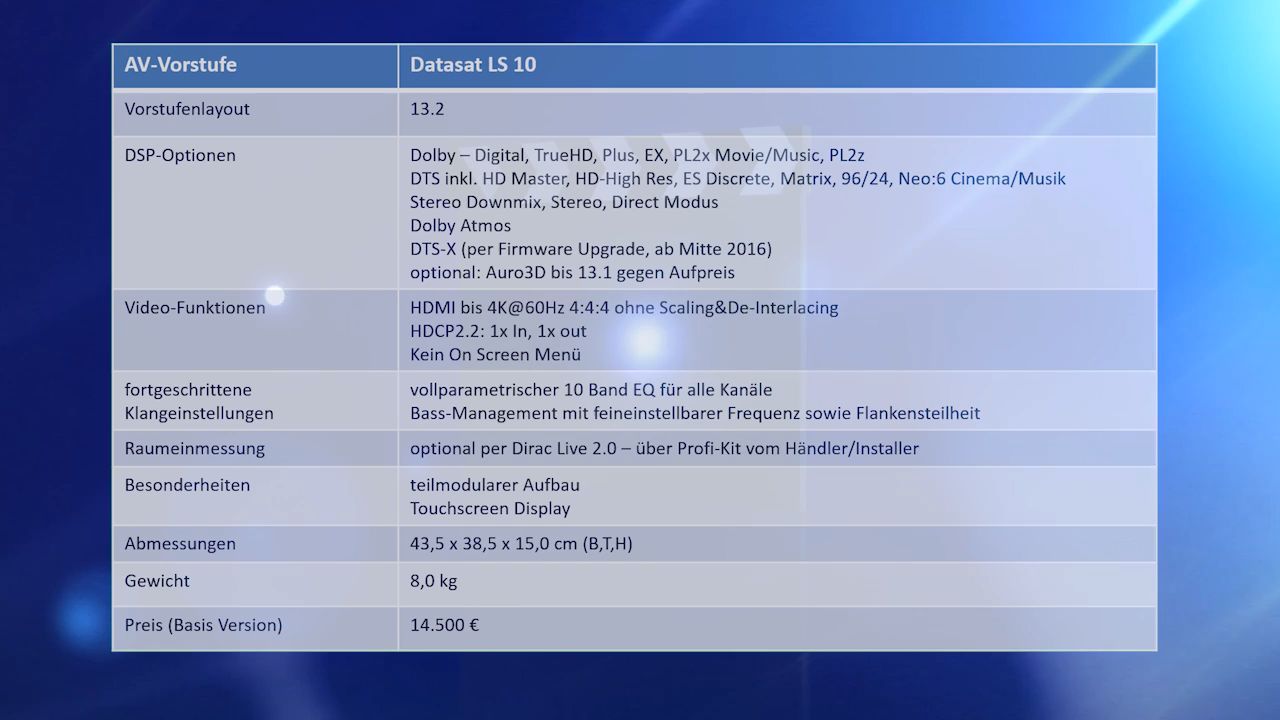 AV-Vorstufe
Datasat LS 10
Vorstufenlayout
13.2
DSP-Optionen
Dolby – Digital, TrueHD, Plus, EX, PL2x Movie/Music, PL2z
DTS inkl. HD Master, HD-High Res, ES Discrete, Matrix, 96/24, Neo:6 Cinema/Musik
Stereo Downmix, Stereo, Direct Modus
Dolby Atmos
DTS-X (per Firmware Upgrade, ab Mitte 2016)
optional: Auro3D bis 13.1 gegen Aufpreis
Video-Funktionen
HDMI bis 4K@60Hz 4:4:4 ohne Scaling&De-Interlacing
HDCP2.2: 1x In, 1x out
Kein On Screen Menü
fortgeschrittene
Klangeinstellungen
vollparametrischer 10 Band EQ für alle Kanäle
Bass-Management mit feineinstellbarer Frequenz sowie Flankensteilheit
Raumeinmessung
optional per Dirac Live 2.0 – über Profi-Kit vom Händler/Installer
Besonderheiten
teilmodularer Aufbau
Touchscreen Display
Abmessungen
43,5 x 38,5 x 15,0 cm (B,T,H)
Gewicht
8,0 kg
Preis (Basis Version)
14.500 €